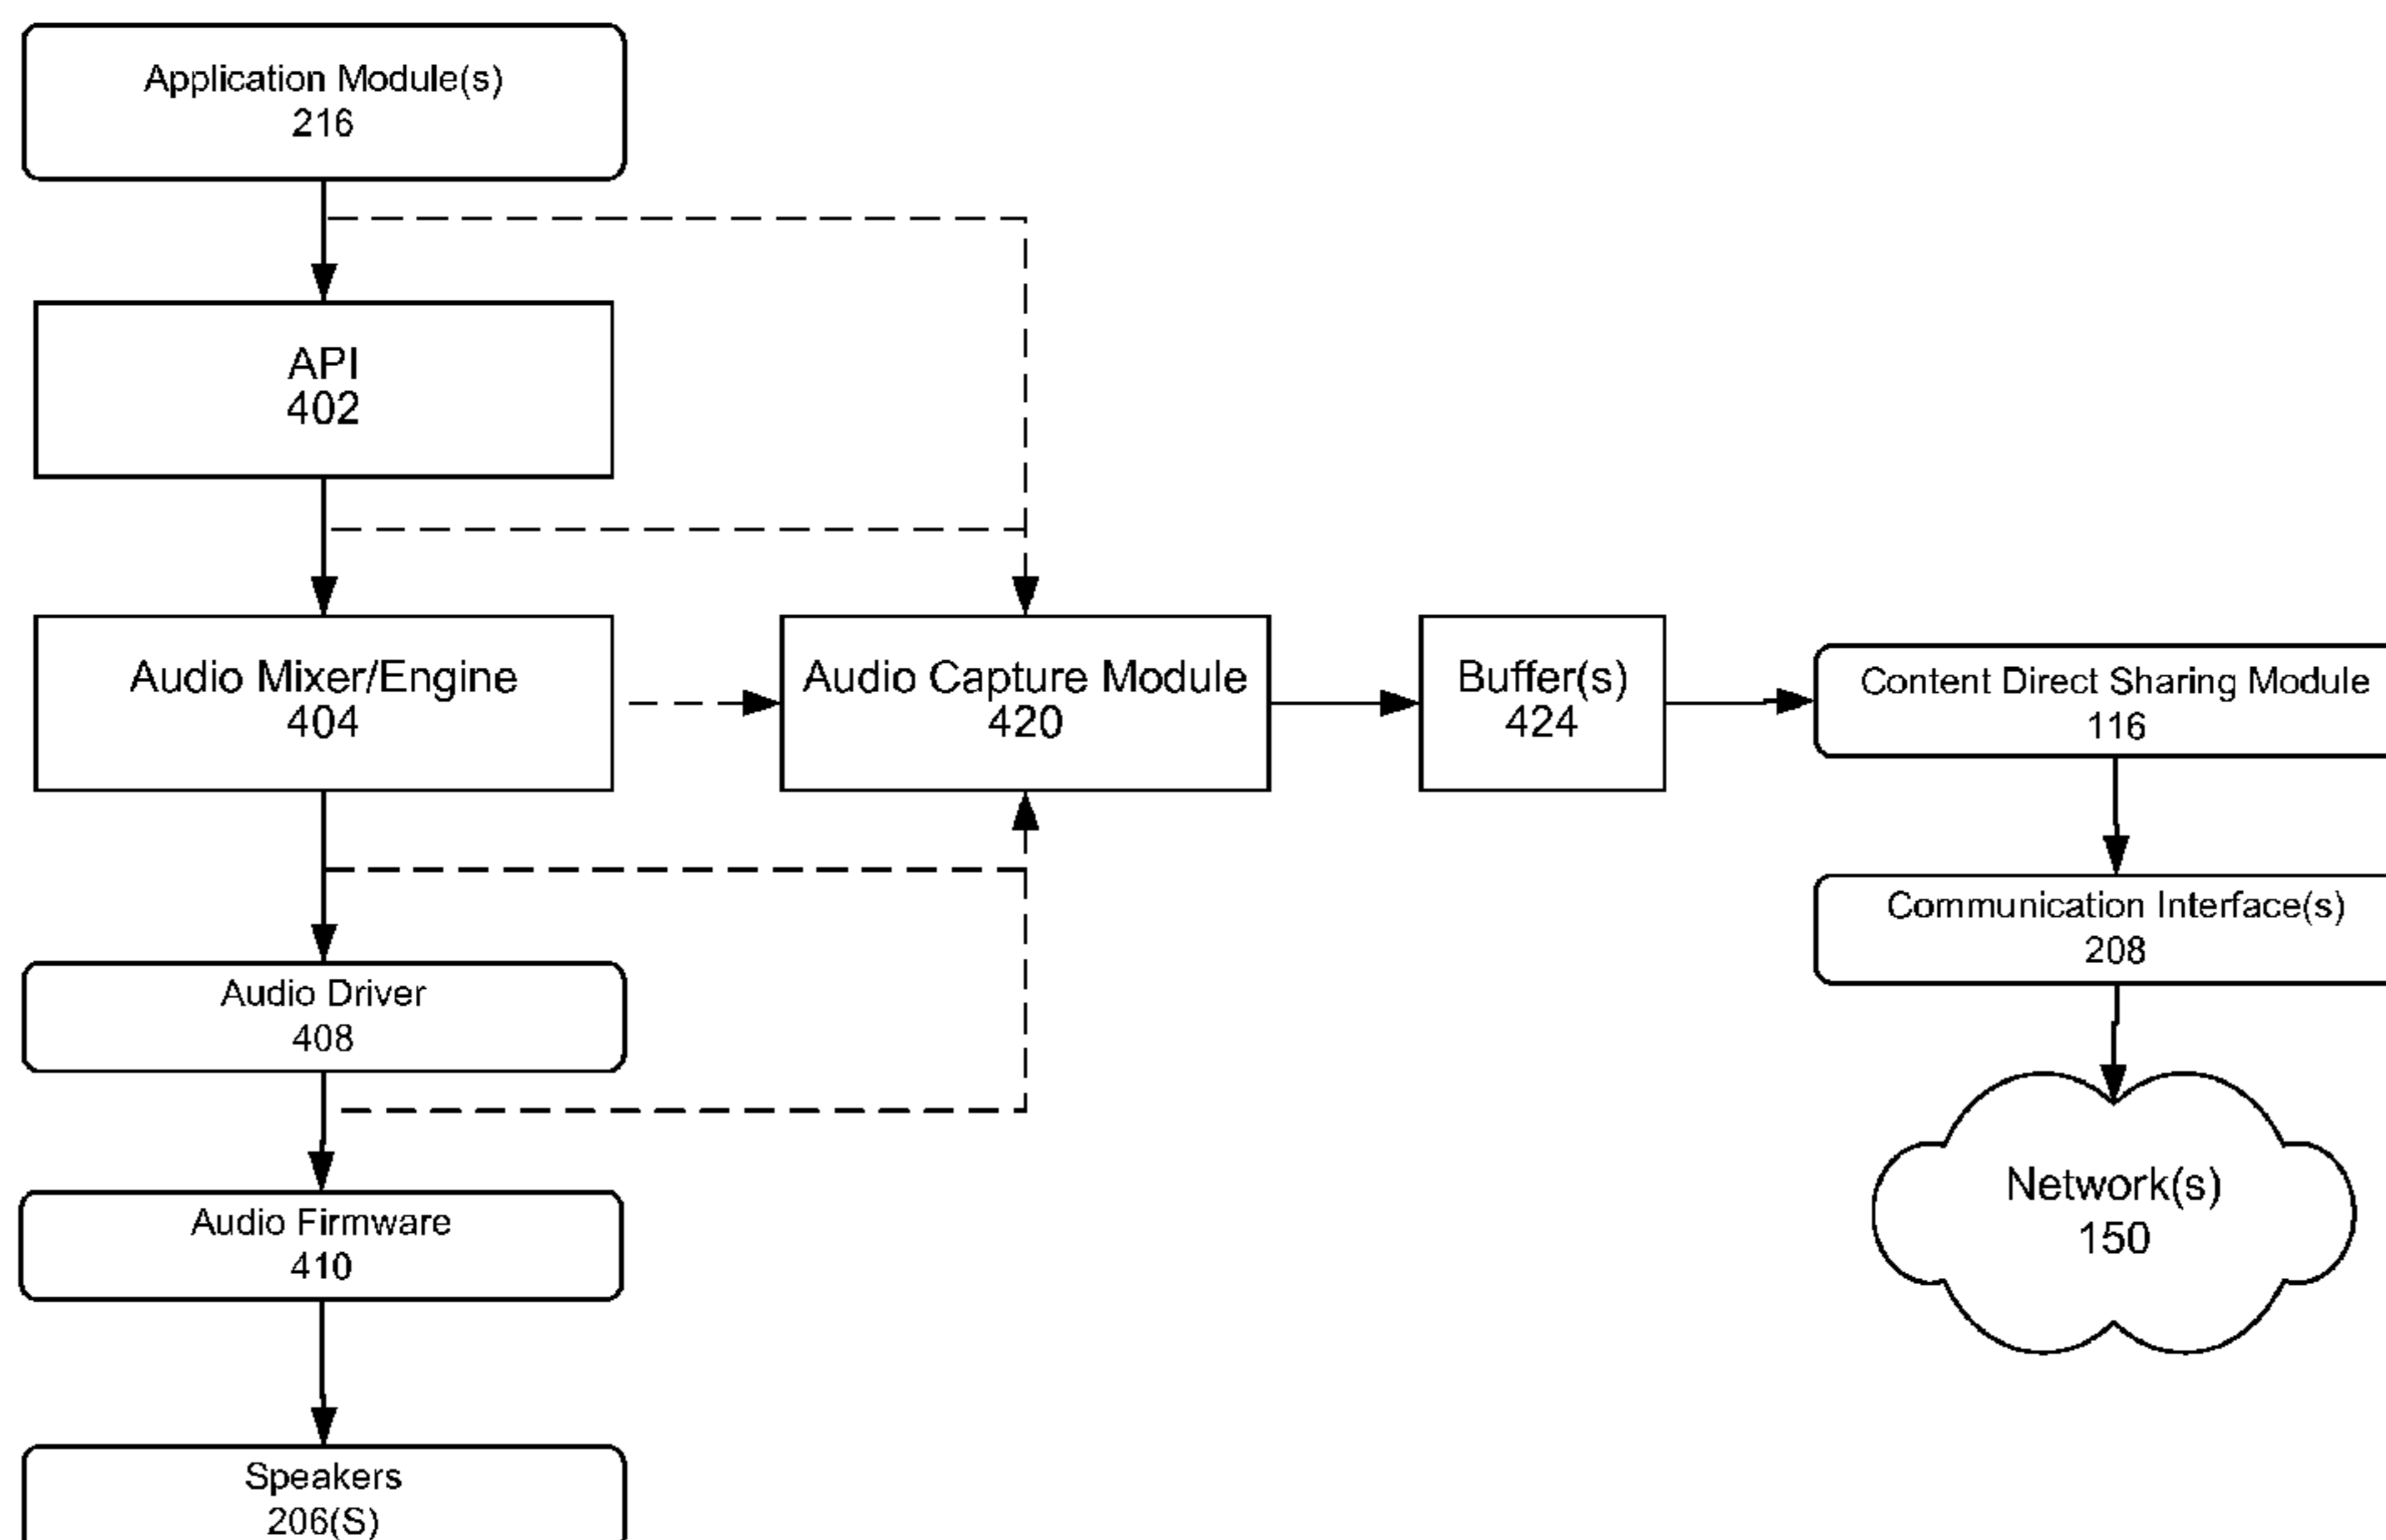 Application Module(s)
216
API
402
Audio Mixer/Engine
404
Audio Capture Module
420
Buffer(s)
424
Content Direct Sharing Module
116
Communication Interface(s)
208
Audio Driver
408
Network(s)
150
Audio Firmware
410
Speakers
206(S)